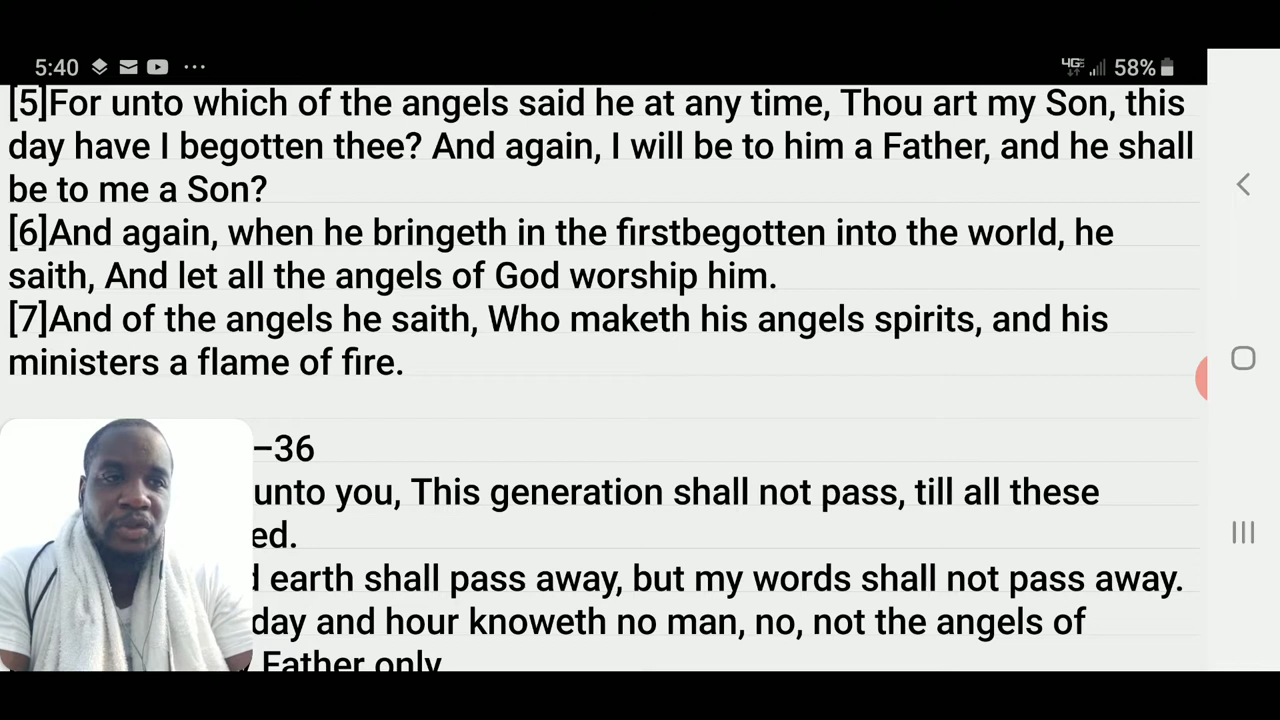 5:40 ... 4GE 58%
[5]For unto which of the angels said he at any time, Thou art my Son, this
day have I begotten thee? And again, I will be to him a Father, and he shall
be to me a Son?
[6]And again, when he bringeth in the firstbegotten into the world, he
saith, And let all the angels of God worship him.
[7]And of the angels he saith, Who maketh his angels spirits, and his
ministers a flame of fire.
–36
unto you, This generation shall not pass, till all these
ed.
d earth shall pass away, but my words shall not pass away.
day and hour knoweth no man, no, not the angels of
Father only